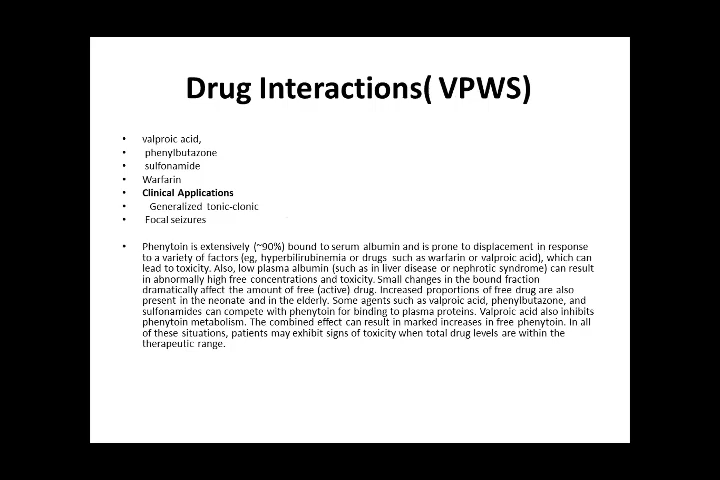 Drug Interactions( VPWS)
• valproic acid,
• phenylbutazone
• sulfonamide
• Warfarin
• Clinical Applications
• Generalized tonic-clonic
• Focal seizures
• Phenytoin is extensively (~90%) bound to serum albumin and is prone to displacement in response
to a variety of factors (eg, hyperbilirubinemia or drugs such as warfarin or valproic acid), which can
lead to toxicity. Also, low plasma albumin (such as in liver disease or nephrotic syndrome) can result
in abnormally high free concentrations and toxicity. Small changes in the bound fraction
dramatically affect the amount of free (active) drug. Increased proportions of free drug are also
present in the neonate and in the elderly. Some agents such as valproic acid, phenylbutazone, and
sulfonamides can compete with phenytoin for binding to plasma proteins. Valproic acid also inhibits
phenytoin metabolism. The combined effect can result in marked increases in free phenytoin. In all
of these situations, patients may exhibit signs of toxicity when total drug levels are within the
therapeutic range.